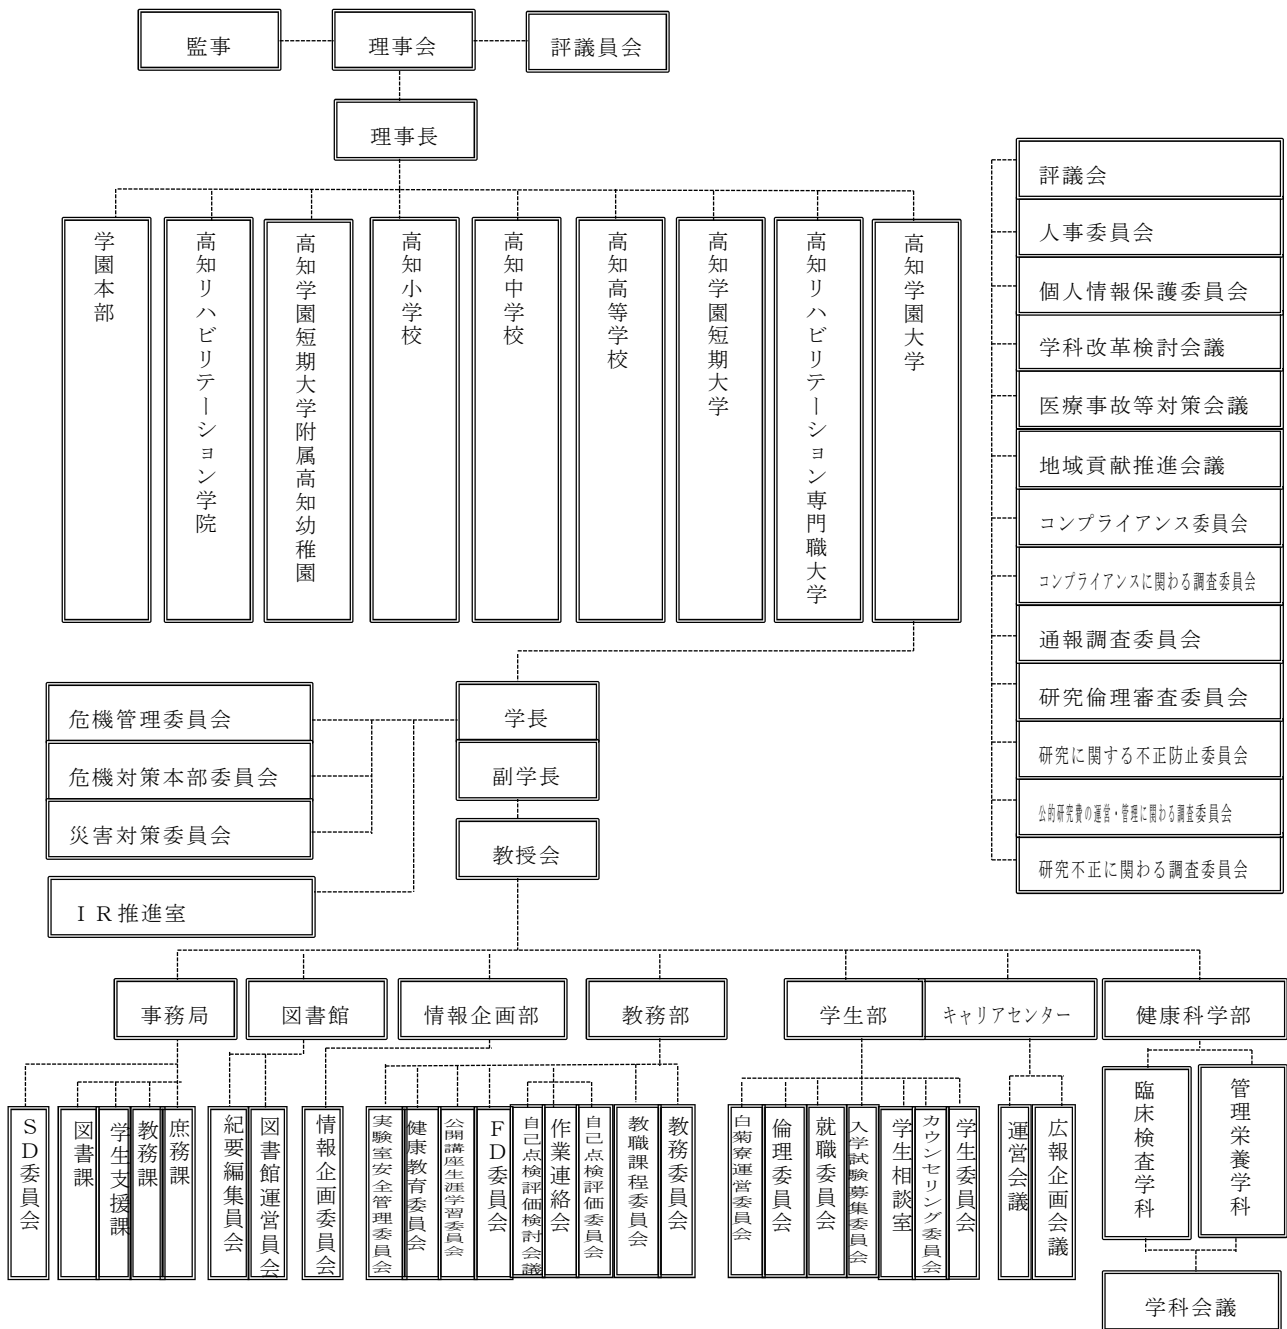 監事
理事会
評議員会
理事長
学園本部
高知リハビリテーション学院
高知学園短期大学附属高知幼稚園
高知小学校
高知中学校
高知高等学校
高知学園短期大学
高知リハビリテーション専門職大学
高知学園大学
評議会
人事委員会
個人情報保護委員会
学科改革検討会議
医療事故等対策会議
地域貢献推進会議
コンプライアンス委員会
コンプライアンスに関わる調査委員会
通報調査委員会
研究倫理審査委員会
研究に関する不正防止委員会
公的研究費の運営・管理に関わる調査委員会
研究不正に関わる調査委員会
学長
副学長
教授会
危機管理委員会
危機対策本部委員会
災害対策委員会
ＩＲ推進室
事務局
図書館
情報企画部
教務部
学生部
キャリアセンター
健康科学部
ＳＤ委員会
図書課
学生支援課
教務課
庶務課
紀要編集員会
図書館運営員会
情報企画委員会
実験室安全管理委員会
健康教育委員会
公開講座生涯学習委員会
ＦＤ委員会
自己点検評価検討会議
作業連絡会
自己点検評価委員会
教職課程委員会
教務委員会
白菊寮運営委員会
倫理委員会
就職委員会
入学試験募集委員会
学生相談室
カウンセリング委員会
学生委員会
運営会議
広報企画会議
臨床検査学科
管理栄養学科
学科会議